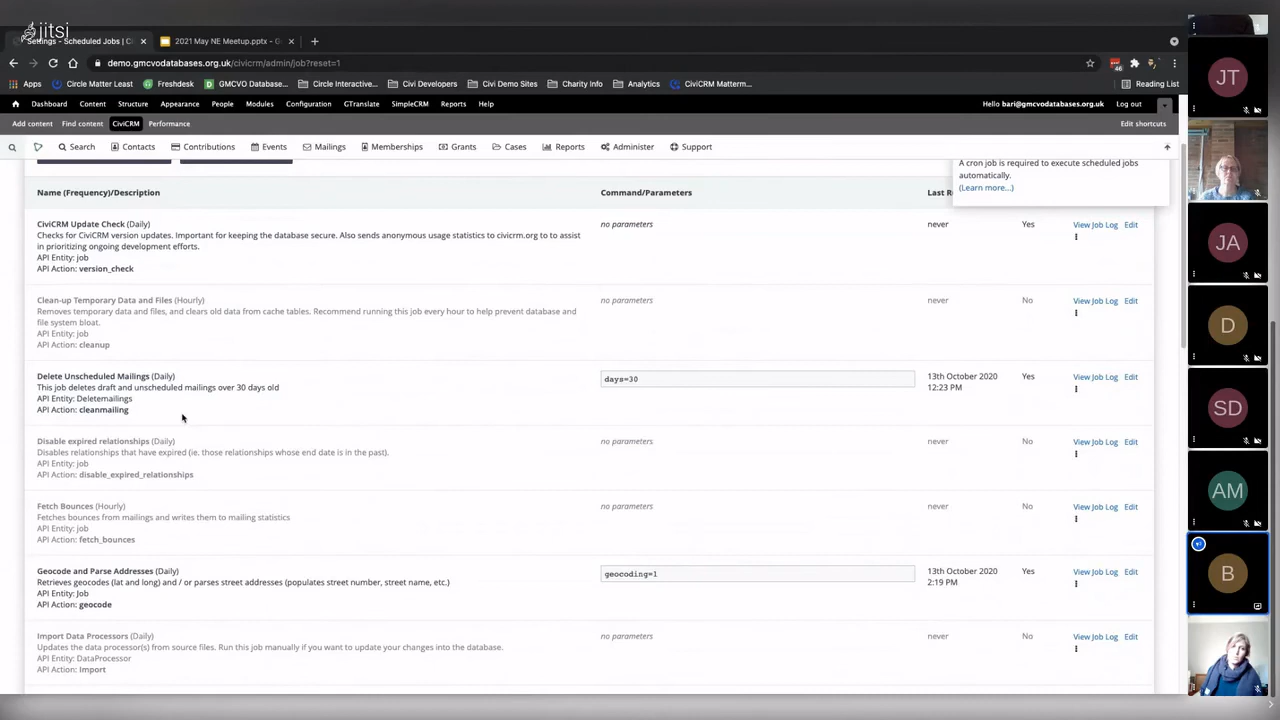 jitsi
Settings - Scheduled Jobs | C
2021 May NE Meetup.pptx - G
demo.gmcvodatabases.org.uk/civicrm/admin/job?reset=1
Apps
Circle Matter Least
Freshdesk
GMCVO Database...
Circle Interaction
Civi Developers
Civi Demo Sites
Charity Info
Analytics
CiviCRM Matterm...
Reading List
Dashboard
Content
Structure
Appearance
People
Modules
Configuration
GTranslate
SimpleCRM
Reports
Help
Hello bari@gmcvodatabases.org.uk
Log out
Add content
Find content
CiviCRM
Performance
Edit shortcuts
Search
Contacts
Contributions
Events
Mailings
Memberships
Grants
Cases
Reports
Administer
Support
A cron job is required to execute scheduled jobs
automatically.
(Learn more...)
Name (Frequency)/Description
Command/Parameters
Last R
CiviCRM Update Check (Daily)
Checks for CiviCRM version updates. Important for keeping the database secure. Also sends anonymous usage statistics to civicrm.org to to assist
in prioritizing ongoing development efforts.
API Entity: job
API Action: version_check
no parameters
never
Yes
View Job Log
Edit
Clean-up Temporary Data and Files (Hourly)
Removes temporary data and files, and clears old data from cache tables. Recommend running this job every hour to help prevent database and
file system bloat.
API Entity: job
API Action: cleanup
no parameters
never
No
View Job Log
Edit
Delete Unscheduled Mailings (Daily)
This job deletes draft and unscheduled mailings over 30 days old
API Entity: Deletemailings
API Action: cleanmailing
days=30
13th October 2020
12:23 PM
Yes
View Job Log
Edit
Disable expired relationships (Daily)
Disables relationships that have expired (ie. those relationships whose end date is in the past).
API Entity: job
API Action: disable_expired_relationships
no parameters
never
No
View Job Log
Edit
Fetch Bounces (Hourly)
Fetches bounces from mailings and writes them to mailing statistics
API Entity: job
API Action: fetch_bounces
no parameters
never
No
View Job Log
Edit
Geocode and Parse Addresses (Daily)
Retrieves geocodes (lat and long) and / or parses street addresses (populates street number, street name, etc.)
API Entity: Job
API Action: geocode
geocoding=1
13th October 2020
2:19 PM
Yes
View Job Log
Edit
Import Data Processors (Daily)
Updates the data processor(s) from source files. Run this job manually if you want to update your changes into the database.
API Entity: DataProcessor
API Action: Import
no parameters
never
No
View Job Log
Edit
JT
JA
D
SD
AM
B